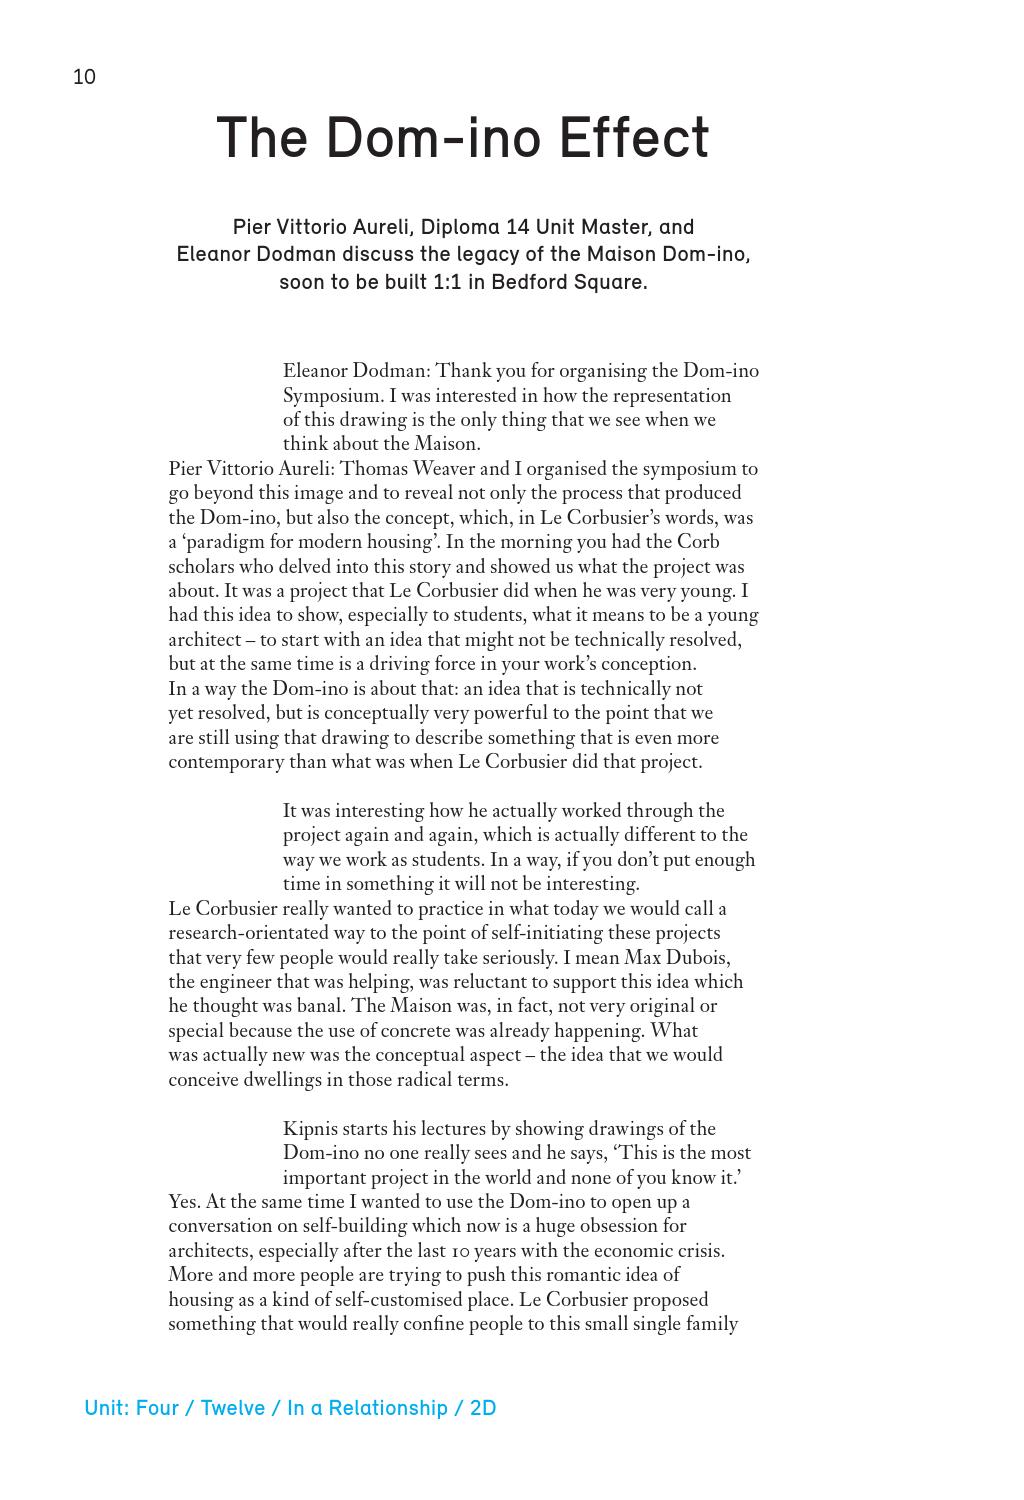 10
The Dom-ino Effect
Pier Vittorio Aureli, Diploma 14 Unit Master, and
Eleanor Dodman discuss the legacy of the Maison Dom-ino,
soon to be built 1:1 in Bedford Square.
Eleanor Dodman: Thank you for organising the Dom-ino
Symposium. I was interested in how the representation
of this drawing is the only thing that we see when we
think about the Maison.
Pier Vittorio Aureli: Thomas Weaver and I organised the symposium to
go beyond this image and to reveal not only the process that produced
the Dom-ino, but also the concept, which, in Le Corbusier’s words, was
a ‘paradigm for modern housing’. In the morning you had the Corb
scholars who delved into this story and showed us what the project was
about. It was a project that Le Corbusier did when he was very young. I
had this idea to show, especially to students, what it means to be a young
architect – to start with an idea that might not be technically resolved,
but at the same time is a driving force in your work’s conception.
In a way the Dom-ino is about that: an idea that is technically not
yet resolved, but is conceptually very powerful to the point that we
are still using that drawing to describe something that is even more
contemporary than what was when Le Corbusier did that project.
It was interesting how he actually worked through the
project again and again, which is actually different to the
way we work as students. In a way, if you don’t put enough
time in something it will not be interesting.
Le Corbusier really wanted to practice in what today we would call a
research-orientated way to the point of self-initiating these projects
that very few people would really take seriously. I mean Max Dubois,
the engineer that was helping, was reluctant to support this idea which
he thought was banal. The Maison was, in fact, not very original or
special because the use of concrete was already happening. What
was actually new was the conceptual aspect – the idea that we would
conceive dwellings in those radical terms.
Kipnis starts his lectures by showing drawings of the
Dom-ino no one really sees and he says, ‘This is the most
important project in the world and none of you know it.’
Yes. At the same time I wanted to use the Dom-ino to open up a
conversation on self-building which now is a huge obsession for
architects, especially after the last 10 years with the economic crisis.
More and more people are trying to push this romantic idea of
housing as a kind of self-customised place. Le Corbusier proposed
something that would really confine people to this small single family
Unit: Four / Twelve / In a Relationship / 2D